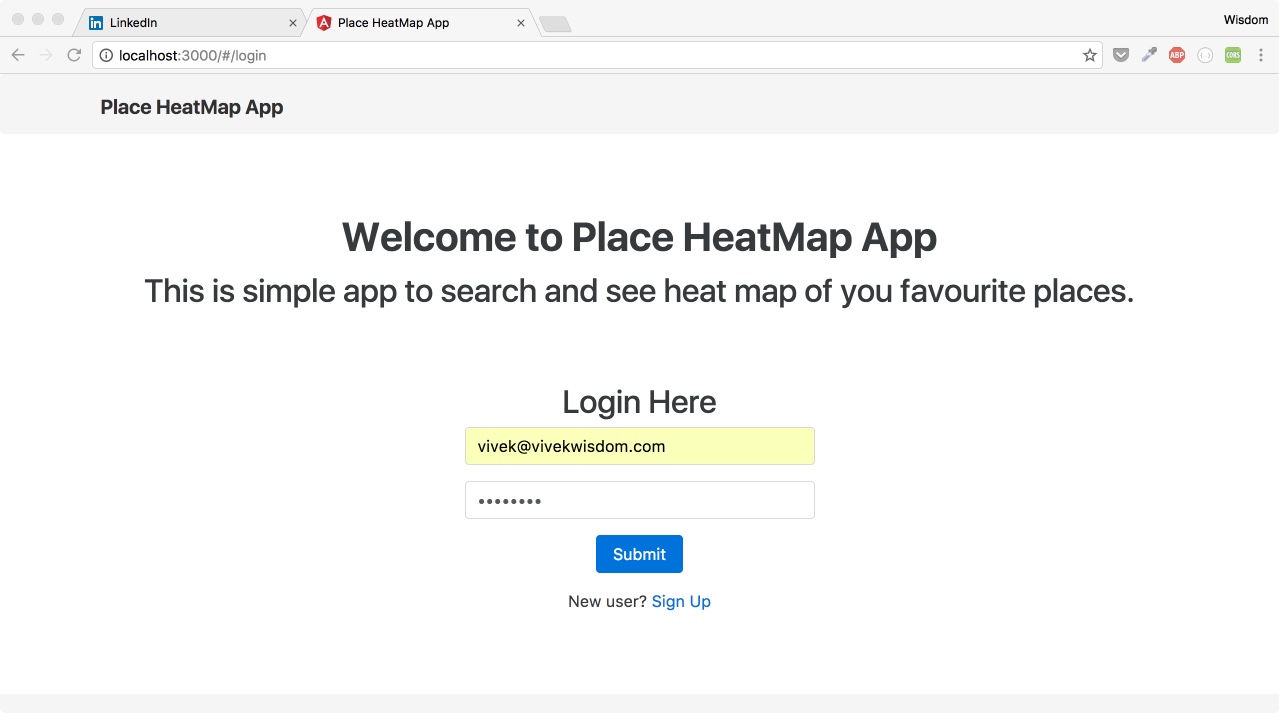 LinkedIn
Place HeatMap App
Wisdom
localhost:3000/#/login
ABP
CORS
Place HeatMap App
Welcome to Place HeatMap App
This is simple app to search and see heat map of you favourite places.
Login Here
vivek@vivekwisdom.com
••••••••
Submit
New user? Sign Up